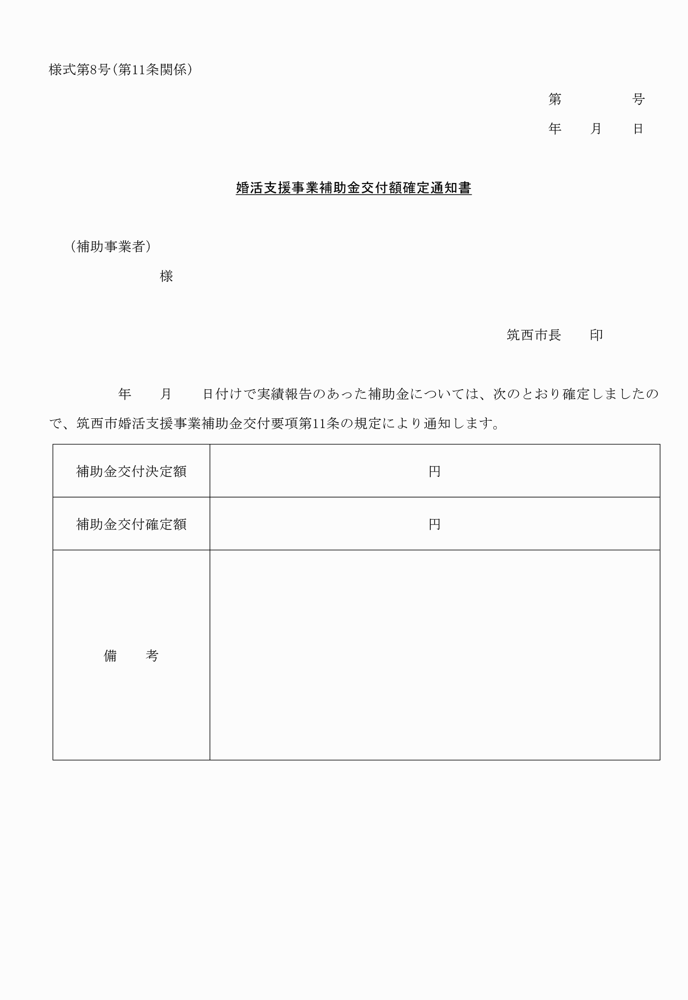 様式第8号(第11条関係)
第　　　　　号
年　　月　　日
婚活支援事業補助金交付額確定通知書
（補助事業者）
様
筑西市長　　印
年　　月　　日付けで実績報告のあった補助金については、次のとおり確定しましたの
で、筑西市婚活支援事業補助金交付要項第11条の規定により通知します。
補助金交付決定額　円
補助金交付確定額　円
備　　考